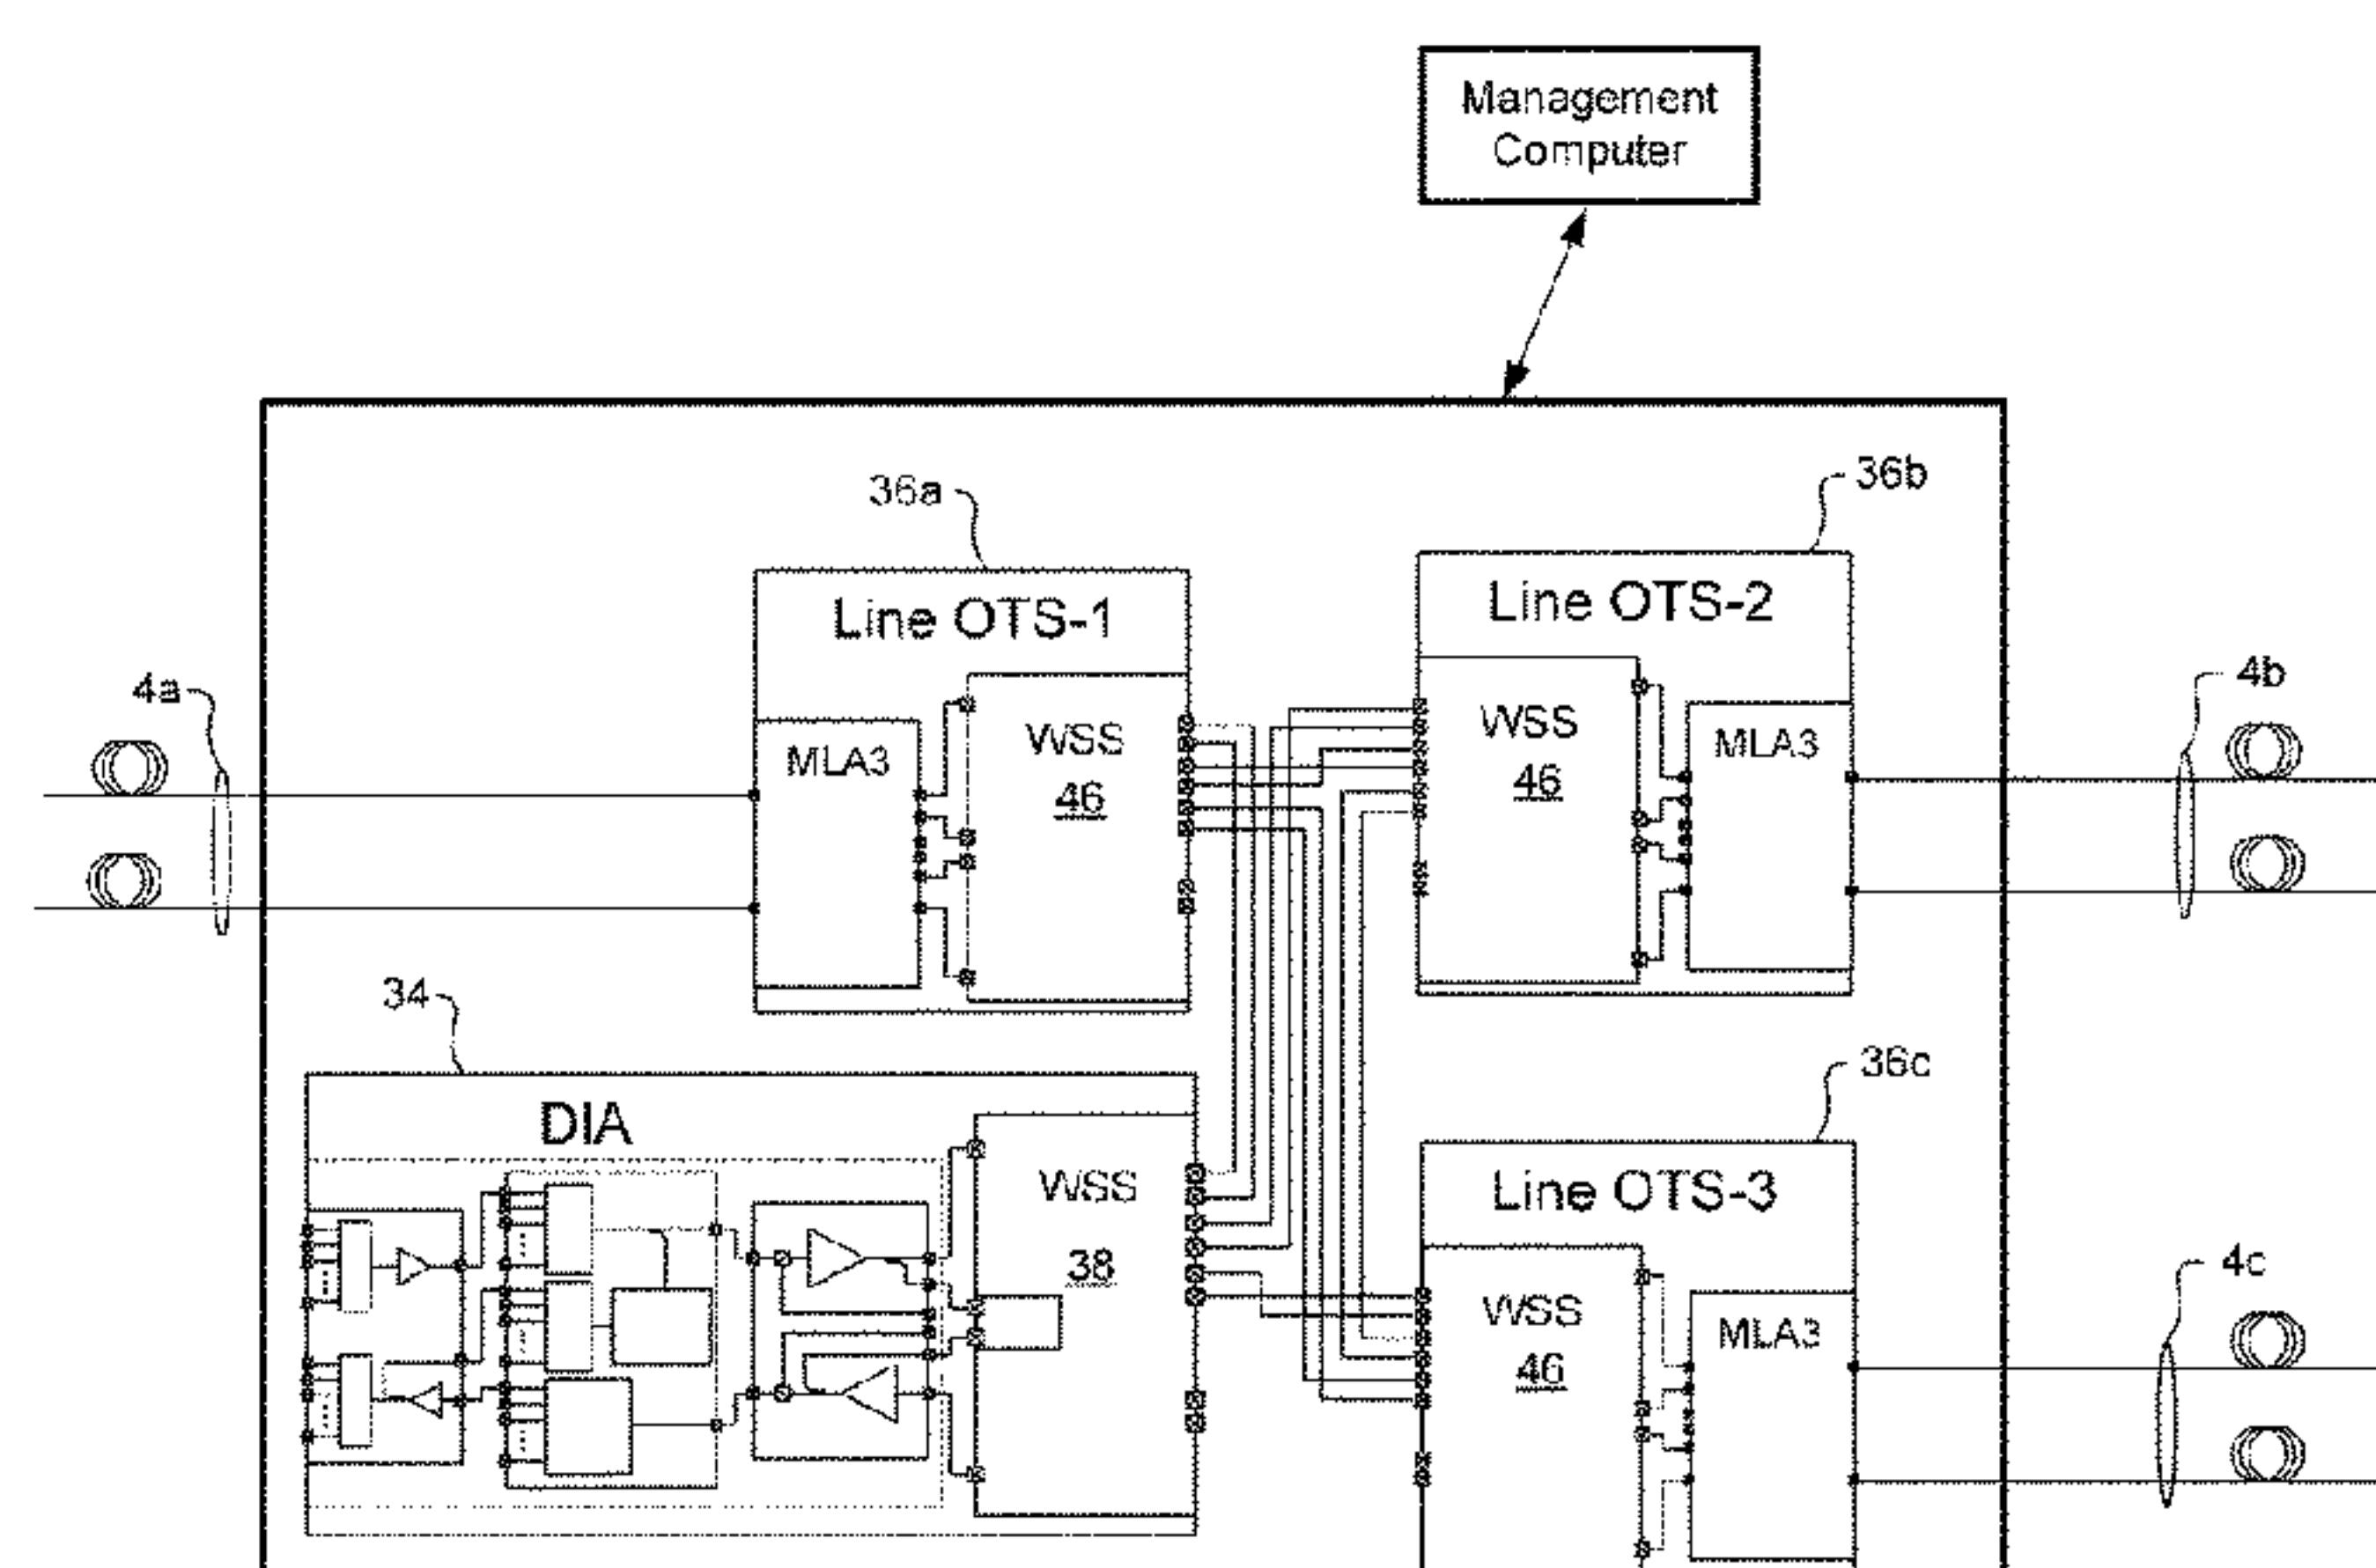 Management
Computer
36a
36b
Line OTS-1
Line OTS-2
4a
4b
MLA3
WSS
46
WSS
46
MLA3
34
36c
DIA
WSS
38
Line OTS-3
4c
WSS
46
MLA3